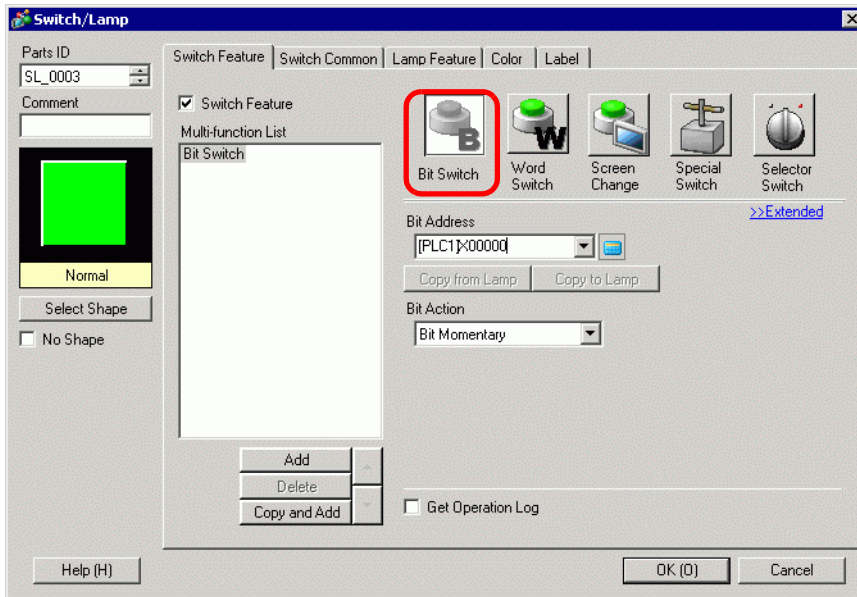 Switch/Lamp
Parts ID
SL_0003
Comment
Normal
Select Shape
No Shape
Switch Feature
Switch Common
Lamp Feature
Color
Label
Switch Feature
Multi-function List
Bit Switch
Add
Delete
Copy and Add
B
Bit Switch
W
Word
Switch
Screen
Change
Special
Switch
Selector
Switch
>>Extended
Bit Address
[PLC1]X00000
Copy from Lamp
Copy to Lamp
Bit Action
Bit Momentary
Get Operation Log
Help (H)
OK (O)
Cancel